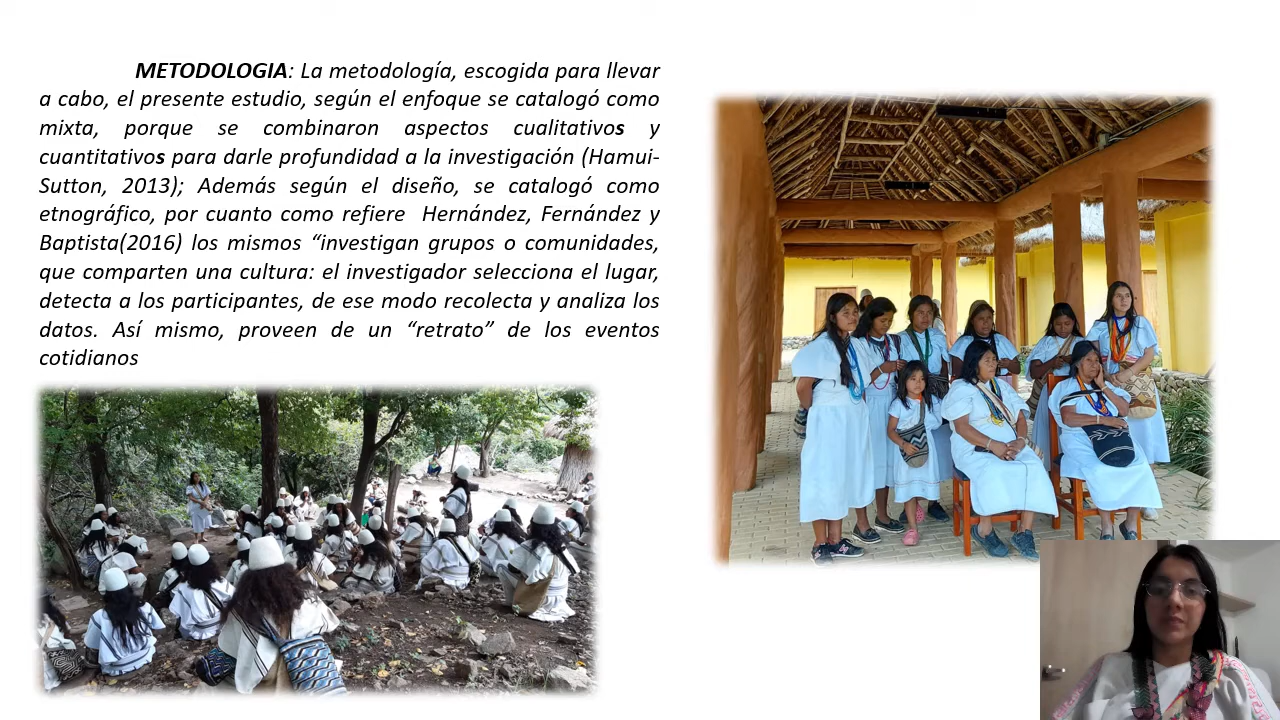 METODOLOGIA: La metodología, escogida para llevar
a cabo, el presente estudio, según el enfoque se catalogó como
mixta, porque se combinaron aspectos cualitativos y
cuantitativos para darle profundidad a la investigación (Hamui-
Sutton, 2013); Además según el diseño, se catalogó como
etnográfico, por cuanto como refiere Hernández, Fernández y
Baptista(2016) los mismos “investigan grupos o comunidades,
que comparten una cultura: el investigador selecciona el lugar,
detecta a los participantes, de ese modo recolecta y analiza los
datos. Así mismo, proveen de un “retrato” de los eventos
cotidianos